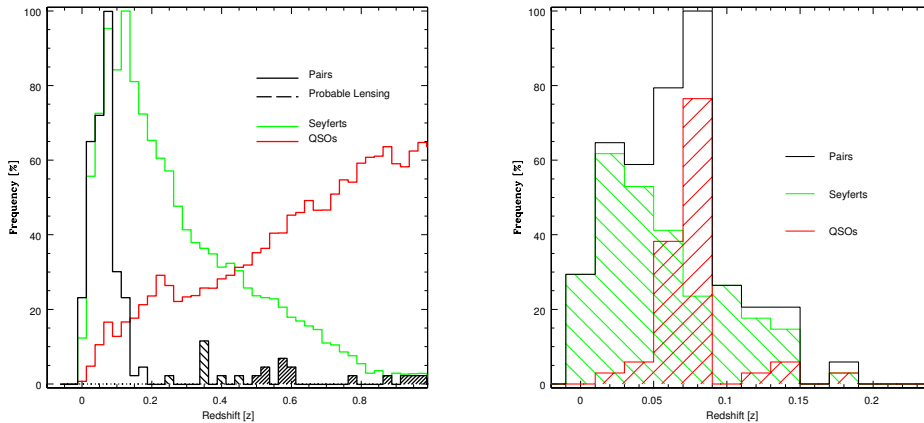 100
80
60
40
20
0
Frequency [%]
Pairs
Probable Lensing
Seyferts
QSOs
0 0.2 0.4 0.6 0.8
Redshift [z]
100
80
60
40
20
0
Frequency [%]
Pairs
Seyferts
QSOs
0 0.05 0.1 0.15 0.2
Redshift [z]